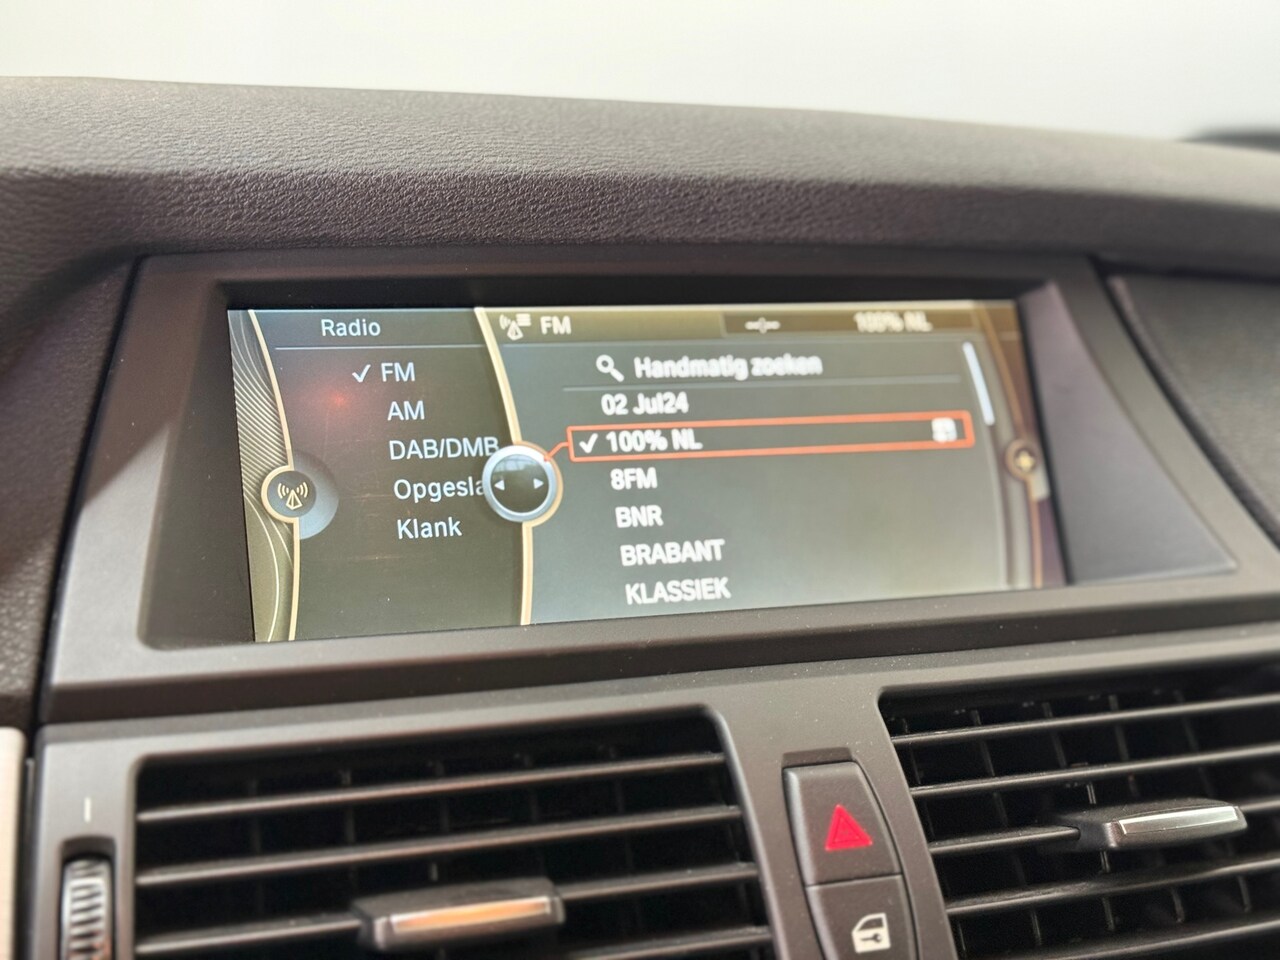 Radio
FM
AM
DAB/DMB
Opgesla
Klank
FM
100% NL
Handmatig zoeken
02 Jul24
100% NL
8FM
BNR
BRABANT
KLASSIEK